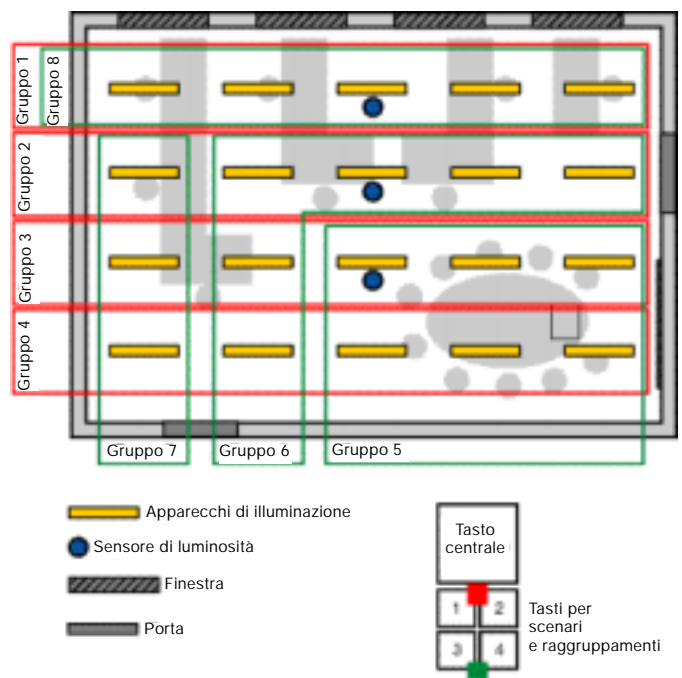 Gruppo 1
Gruppo 8
Gruppo 2
Gruppo 3
Gruppo 4
Gruppo 7
Gruppo 6
Gruppo 5
Apparecchi di illuminazione
Sensore di luminosità
Finestra
Porta
Tasto
centrale
1 2
3 4
Tasti per
scenari
e raggruppamenti